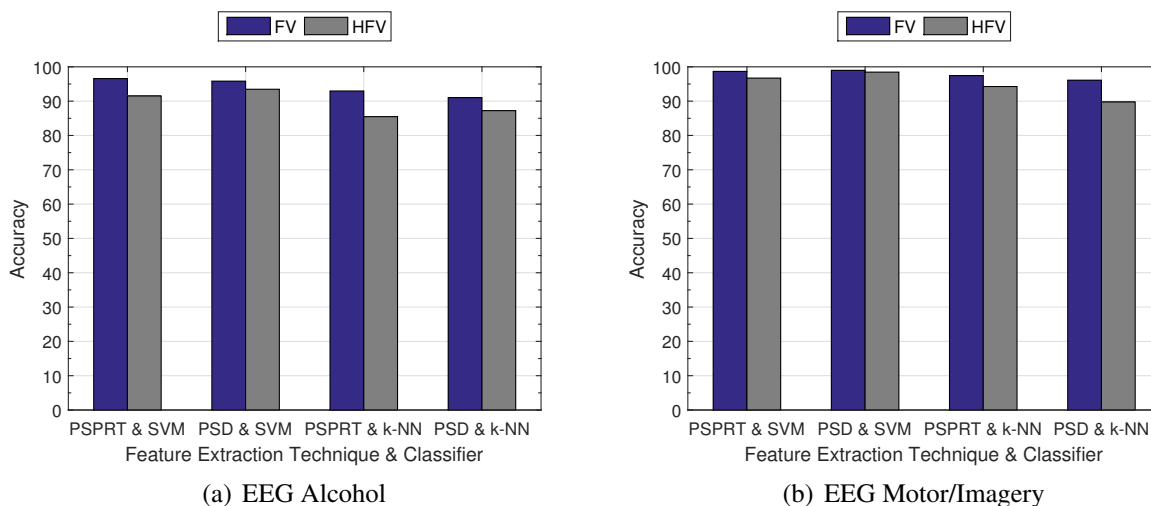 FV HFV
100
90
80
70
60
50
40
30
20
10
0
Accuracy
PSPRT & SVM PSD & SVM PSPRT & k-NN PSD & k-NN
Feature Extraction Technique & Classifier
(a) EEG Alcohol
FV HFV
100
90
80
70
60
50
40
30
20
10
0
Accuracy
PSPRT & SVM PSD & SVM PSPRT & k-NN PSD & k-NN
Feature Extraction Technique & Classifier
(b) EEG Motor/Imagery